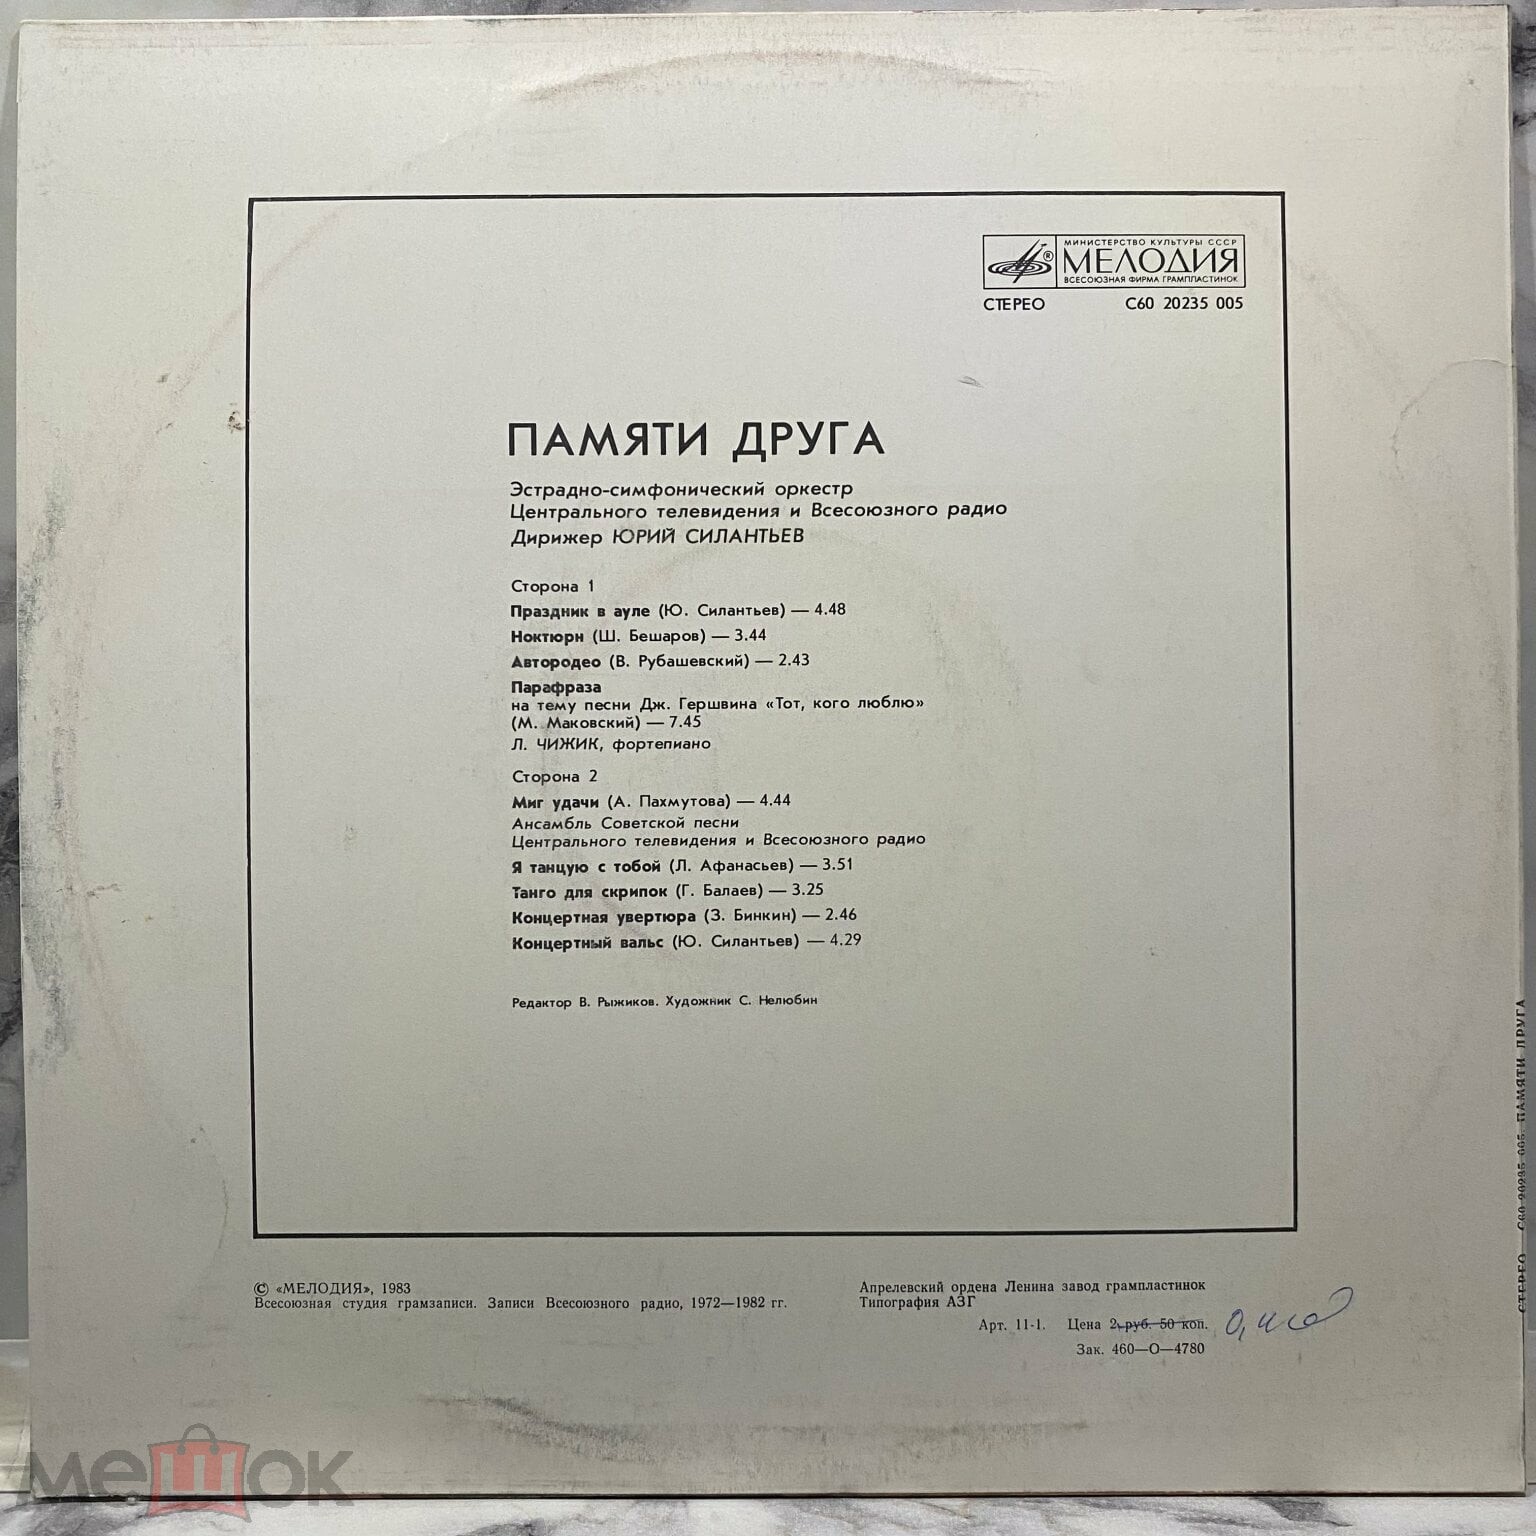 МИНИСТЕРСТВО КУЛЬТУРЫ СССР
МЕЛОДИЯ
ВСЕСОЮЗНАЯ ФИРМА ГРАМПЛАСТИНОК
СТЕРЕО С60 20235 005
ПАМЯТИ ДРУГА
Эстрадно-симфонический оркестр
Центрального телевидения и Всесоюзного радио
Дирижер ЮРИЙ СИЛАНТЬЕВ
Сторона 1
Праздник в ауле (Ю. Силантьев) — 4.48
Ноктюрн (Ш. Бешаров) — 3.44
Автородео (В. Рубашевский) — 2.43
Парафраза
на тему песни Дж. Гершвина «Тот, кого люблю»
(М. Маковский) — 7.45
Л. ЧИЖИК, фортепиано
Сторона 2
Миг удачи (А. Пахмутова) — 4.44
Ансамбль Советской песни
Центрального телевидения и Всесоюзного радио
Я танцую с тобой (Л. Афанасьев) — 3.51
Танго для скрипок (Г. Балаев) — 3.25
Концертная увертюра (З. Бинкин) — 2.46
Концертный вальс (Ю. Силантьев) — 4.29
Редактор В. Рыжиков. Художник С. Нелюбин
© «МЕЛОДИЯ», 1983
Всесоюзная студия грамзаписи. Записи Всесоюзного радио, 1972—1982 гг.
Апрелевский ордена Ленина завод грампластинок
Типография АЗГ
Арт. 11-1. Цена 2 руб. 50 коп.
Зак. 460—О—4780
СТЕРЕО С60 20235 005. ПАМЯТИ ДРУГА
мешок